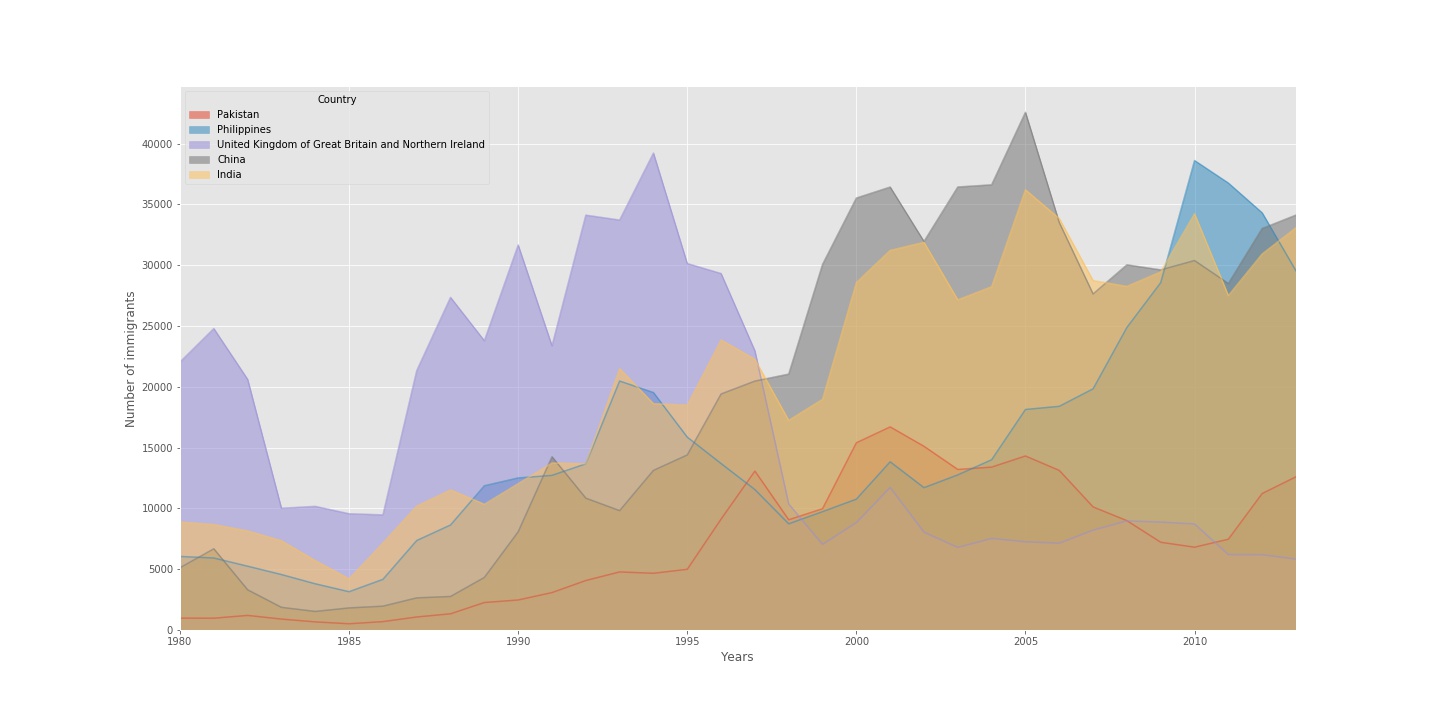 Country
Pakistan
Philippines
United Kingdom of Great Britain and Northern Ireland
China
India
40000
35000
30000
25000
20000
15000
10000
5000
0
Number of immigrants
1980 1985 1990 1995 2000 2005 2010
Years